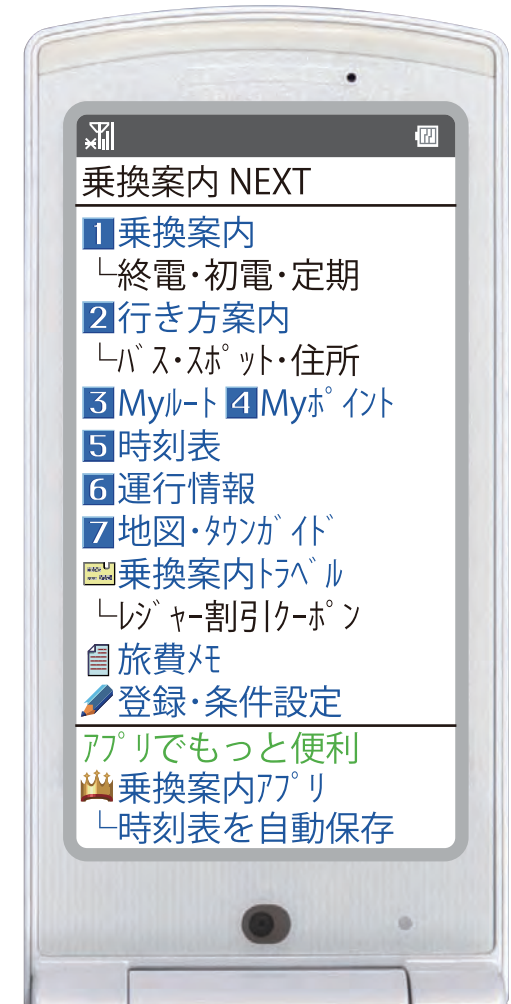 乗換案内 NEXT
1乗換案内
└終電・初電・定期
2行き方案内
└ﾊﾞｽ・ｽﾎﾟｯﾄ・住所
3Myﾙｰﾄ 4Myﾎﾟｲﾝﾄ
5時刻表
6運行情報
7地図・ﾀｳﾝｶﾞｲﾄﾞ
乗換案内ﾄﾗﾍﾞﾙ
└ﾚｼﾞｬｰ割引ｸｰﾎﾟﾝ
旅費ﾒﾓ
登録・条件設定
ｱﾌﾟﾘでもっと便利
乗換案内ｱﾌﾟﾘ
└時刻表を自動保存